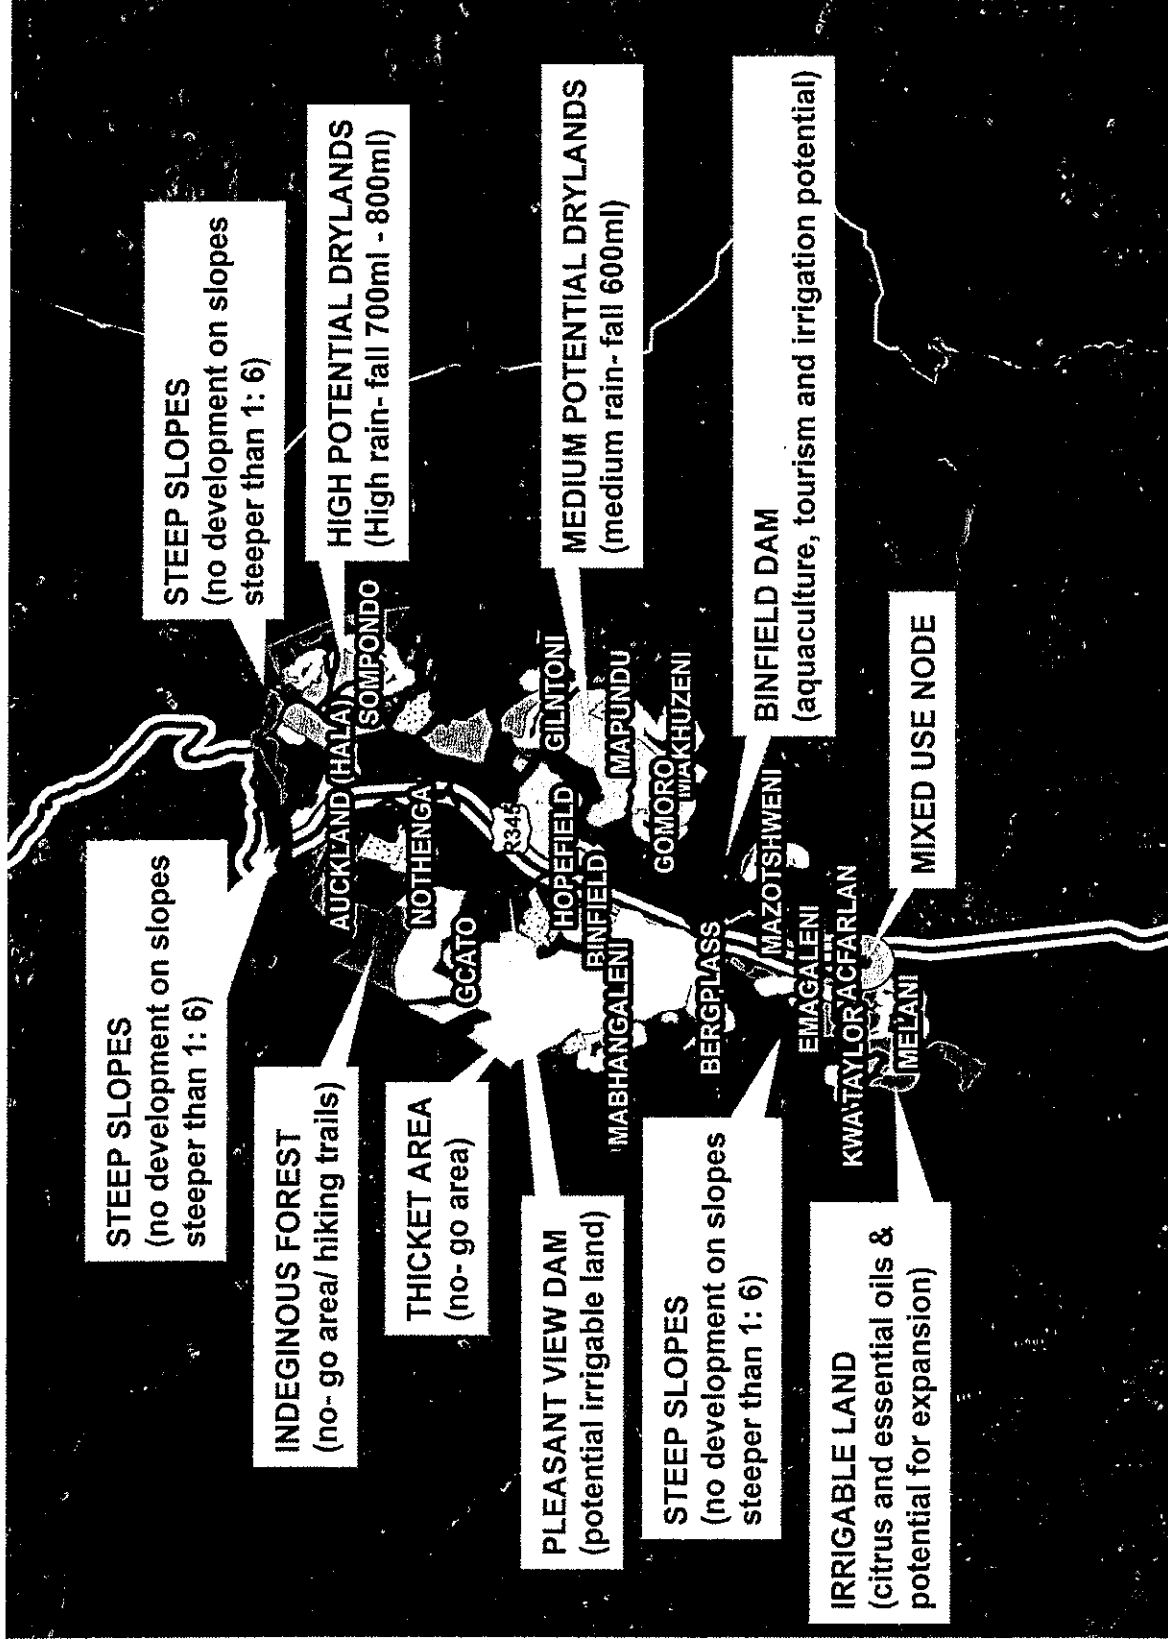 STEEP SLOPES
(no development on slopes
steeper than 1: 6)
INDEGINOUS FOREST
(no- go area/ hiking trails)
THICKET AREA
(no- go area)
PLEASANT VIEW DAM
(potential irrigable land)
STEEP SLOPES
(no development on slopes
steeper than 1: 6)
IRRIGABLE LAND
(citrus and essential oils &
potential for expansion)
AUCKLAND (HALA)
SOMPONDO
NOTHENGA
GCATO
R345
HOPEFIELD
GILNTONI
BINFIELD
MABHANGALENI
MAPUNDU
GOMORO
MAKHUZENI
BERGPLASS
MAZOTSHWENI
EMAGALENI
KWATAYLOR ACFARLAN
MELANI
STEEP SLOPES
(no development on slopes
steeper than 1: 6)
HIGH POTENTIAL DRYLANDS
(High rain- fall 700ml - 800ml)
MEDIUM POTENTIAL DRYLANDS
(medium rain- fall 600ml)
BINFIELD DAM
(aquaculture, tourism and irrigation potential)
MIXED USE NODE